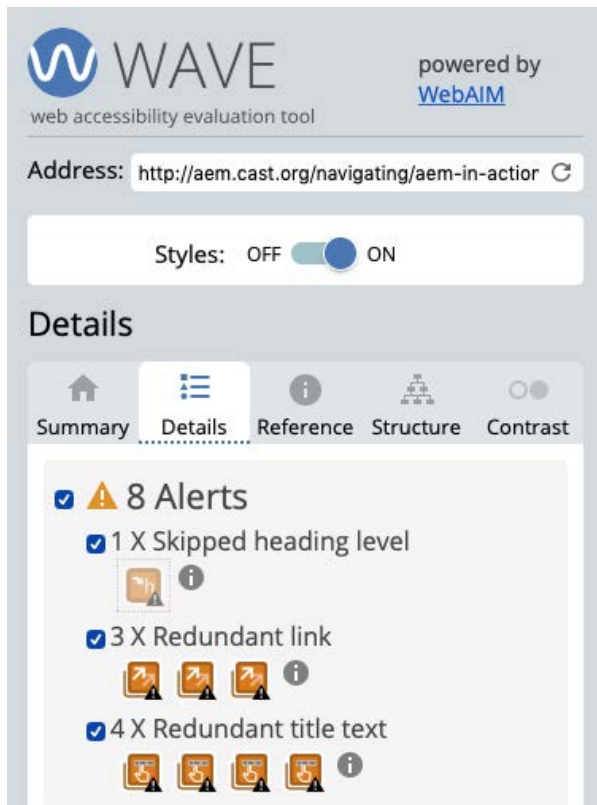 WAVE
powered by
WebAIM
web accessibility evaluation tool
Address: http://aem.cast.org/navigating/aem-in-action
Styles: OFF ON
Details
Summary Details Reference Structure Contrast
8 Alerts
1 X Skipped heading level
h
3 X Redundant link
4 X Redundant title text